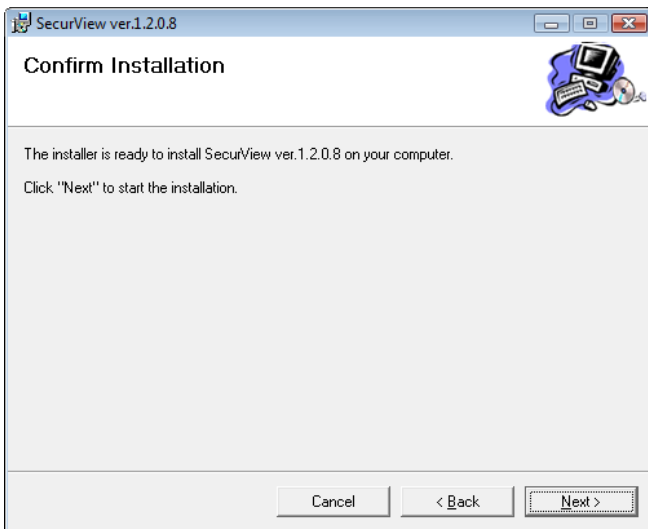 SecurView ver.1.2.0.8
Confirm Installation
The installer is ready to install SecurView ver.1.2.0.8 on your computer.
Click "Next" to start the installation.
Cancel
< Back
Next >